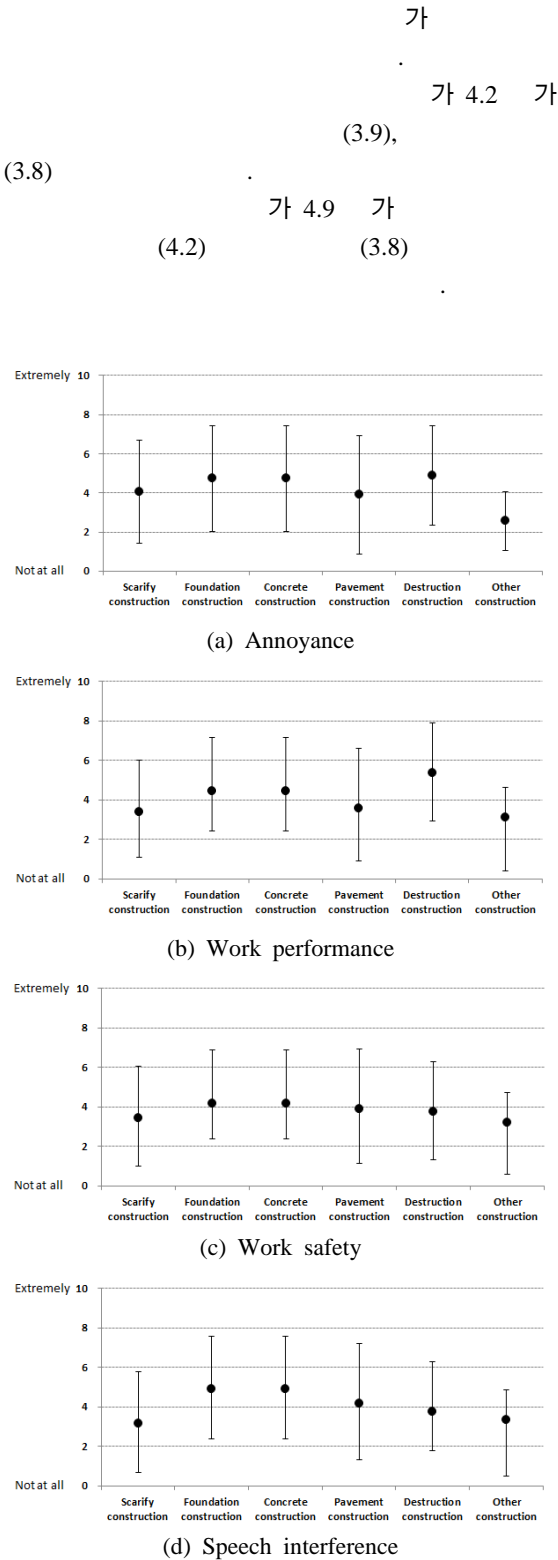 가
.
가 4.2 가
(3.9),
(3.8) .
가 4.9 가
(4.2) (3.8)
.
Extremely 10
8
6
4
2
Not at all 0
Scarify construction Foundation construction Concrete construction Pavement construction Destruction construction Other construction
(a) Annoyance
Extremely 10
8
6
4
2
Not at all 0
Scarify construction Foundation construction Concrete construction Pavement construction Destruction construction Other construction
(b) Work performance
Extremely 10
8
6
4
2
Not at all 0
Scarify construction Foundation construction Concrete construction Pavement construction Destruction construction Other construction
(c) Work safety
Extremely 10
8
6
4
2
Not at all 0
Scarify construction Foundation construction Concrete construction Pavement construction Destruction construction Other construction
(d) Speech interference